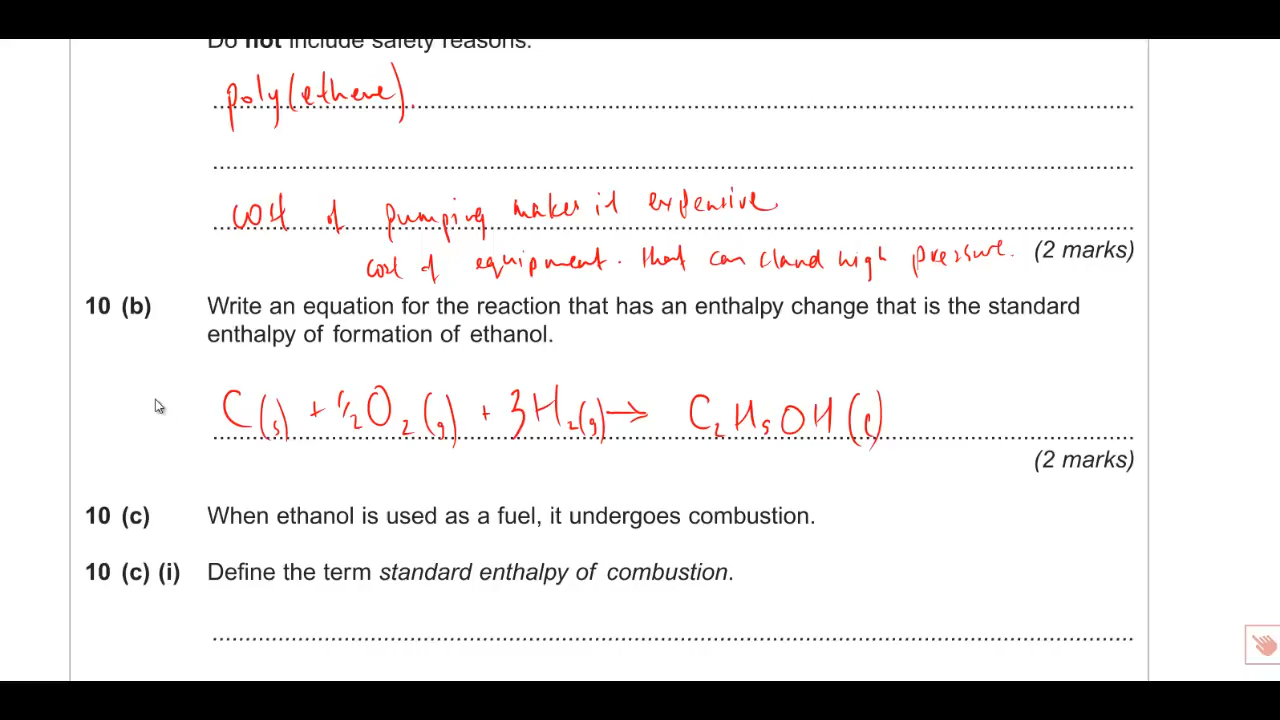 Do not include safety reasons.
poly(ethene).
cost of pumping makes it expensive
(2 marks)
cost of equipment. that can stand high pressure.
10 (b) Write an equation for the reaction that has an enthalpy change that is the standard
enthalpy of formation of ethanol.
C(s) + ½O₂(g) + 3H₂(g) → C₂H₅OH(l)
(2 marks)
10 (c) When ethanol is used as a fuel, it undergoes combustion.
10 (c) (i) Define the term standard enthalpy of combustion.